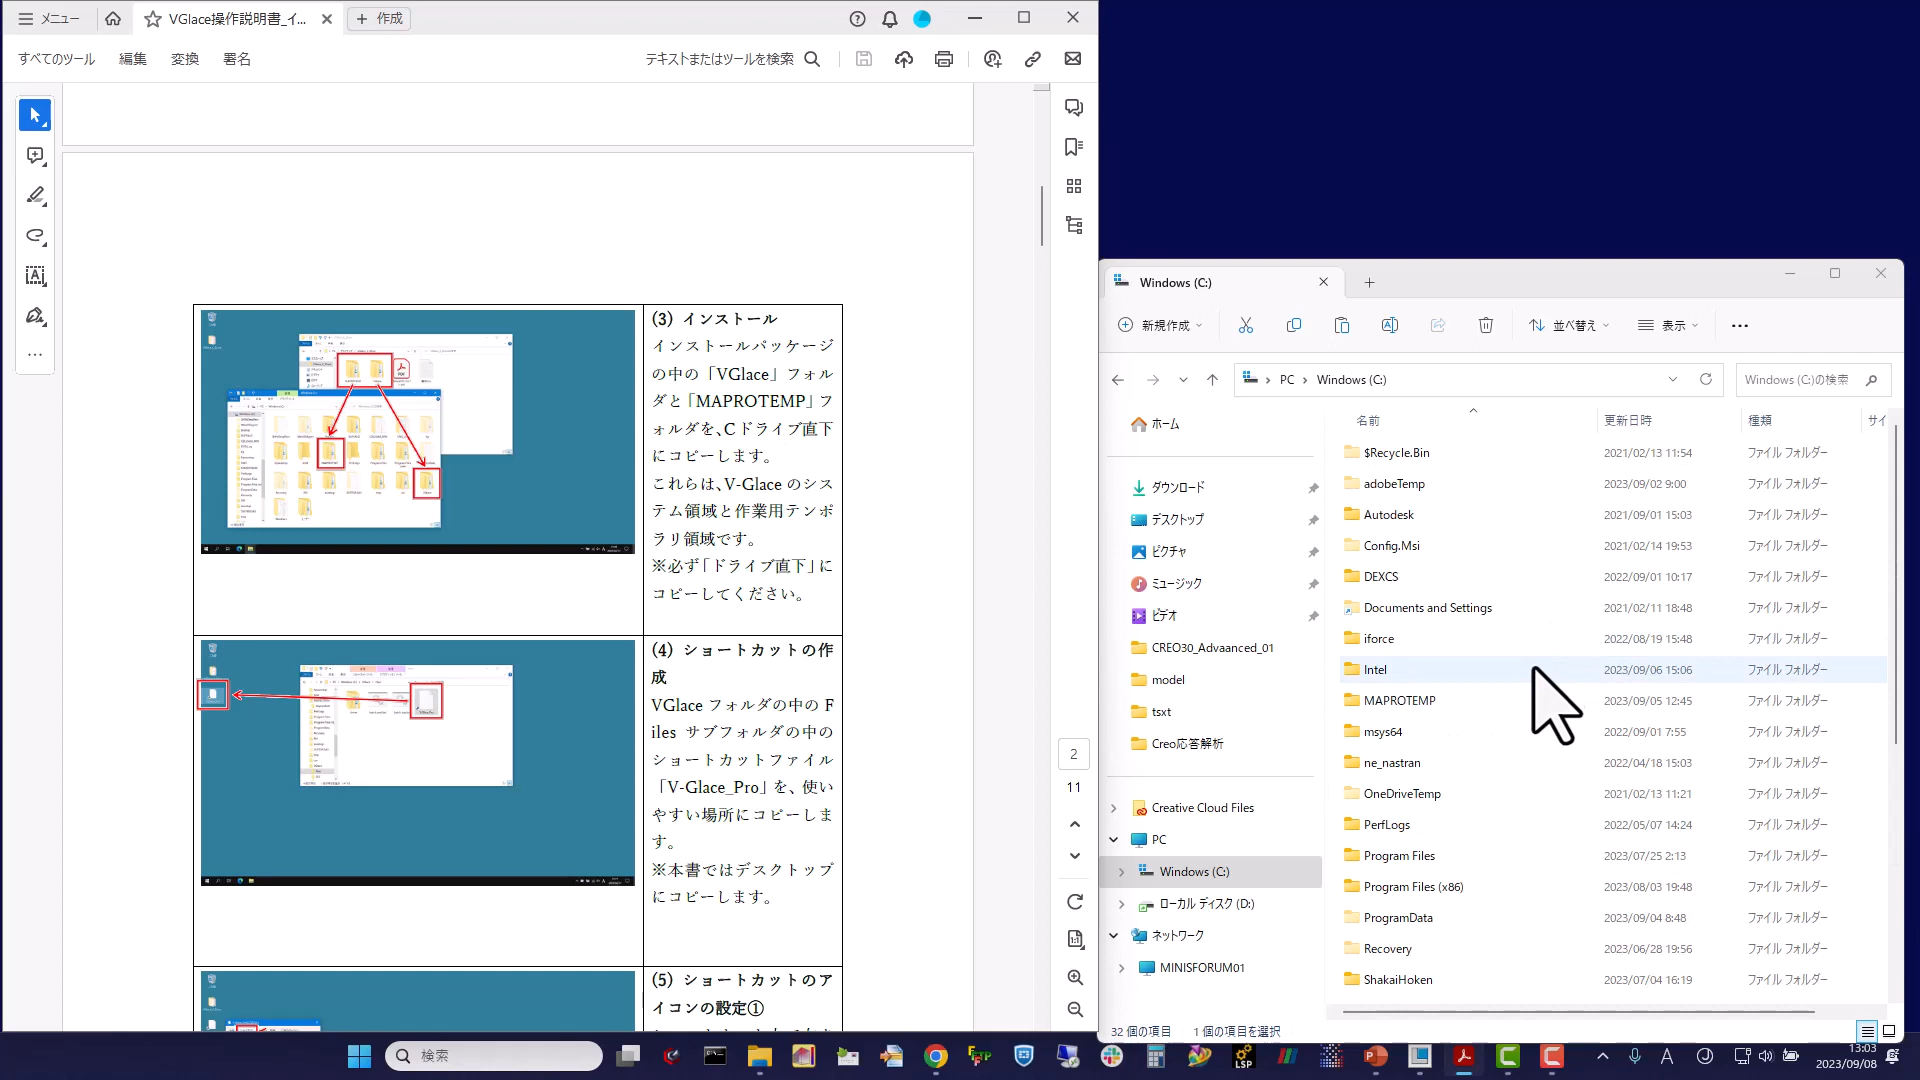 メニュー
VGlace操作説明書_イ...
作成
すべてのツール
編集
変換
署名
テキストまたはツールを検索
(3) インストール
インストールパッケージ
の中の「VGlace」フォル
ダと「MAPROTEMP」フ
ォルダを、C ドライブ直下
にコピーします。
これらは、V-Glace のシス
テム領域と作業用テンポ
ラリ領域です。
※必ず「ドライブ直下」に
コピーしてください。
(4) ショートカットの作
成
VGlace フォルダの中の F
iles サブフォルダの中の
ショートカットファイル
「V-Glace_Pro」を、使い
やすい場所にコピーしま
す。
※本書ではデスクトップ
にコピーします。
(5) ショートカットのア
イコンの設定①
2
11
Windows (C:)
新規作成
並べ替え
表示
PC
Windows (C:)
Windows (C:)の検索
ホーム
ダウンロード
デスクトップ
ピクチャ
ミュージック
ビデオ
CREO30_Advaanced_01
model
tsxt
Creo応答解析
Creative Cloud Files
PC
Windows (C:)
ローカル ディスク (D:)
ネットワーク
MINISFORUM01
名前 更新日時 種類 サイ
$Recycle.Bin 2021/02/13 11:54 ファイル フォルダー
adobeTemp 2023/09/02 9:00 ファイル フォルダー
Autodesk 2021/09/01 15:03 ファイル フォルダー
Config.Msi 2021/02/14 19:53 ファイル フォルダー
DEXCS 2022/09/01 10:17 ファイル フォルダー
Documents and Settings 2021/02/11 18:48 ファイル フォルダー
iforce 2022/08/19 15:48 ファイル フォルダー
Intel 2023/09/06 15:06 ファイル フォルダー
MAPROTEMP 2023/09/05 12:45 ファイル フォルダー
msys64 2022/09/01 7:55 ファイル フォルダー
ne_nastran 2022/04/18 15:03 ファイル フォルダー
OneDriveTemp 2021/02/13 11:21 ファイル フォルダー
PerfLogs 2022/05/07 14:24 ファイル フォルダー
Program Files 2023/07/25 2:13 ファイル フォルダー
Program Files (x86) 2023/08/03 19:48 ファイル フォルダー
ProgramData 2023/09/04 8:48 ファイル フォルダー
Recovery 2023/06/28 19:56 ファイル フォルダー
ShakaiHoken 2023/07/04 16:19 ファイル フォルダー
32 個の項目 1 個の項目を選択
検索
LSP
A
13:03
2023/09/08